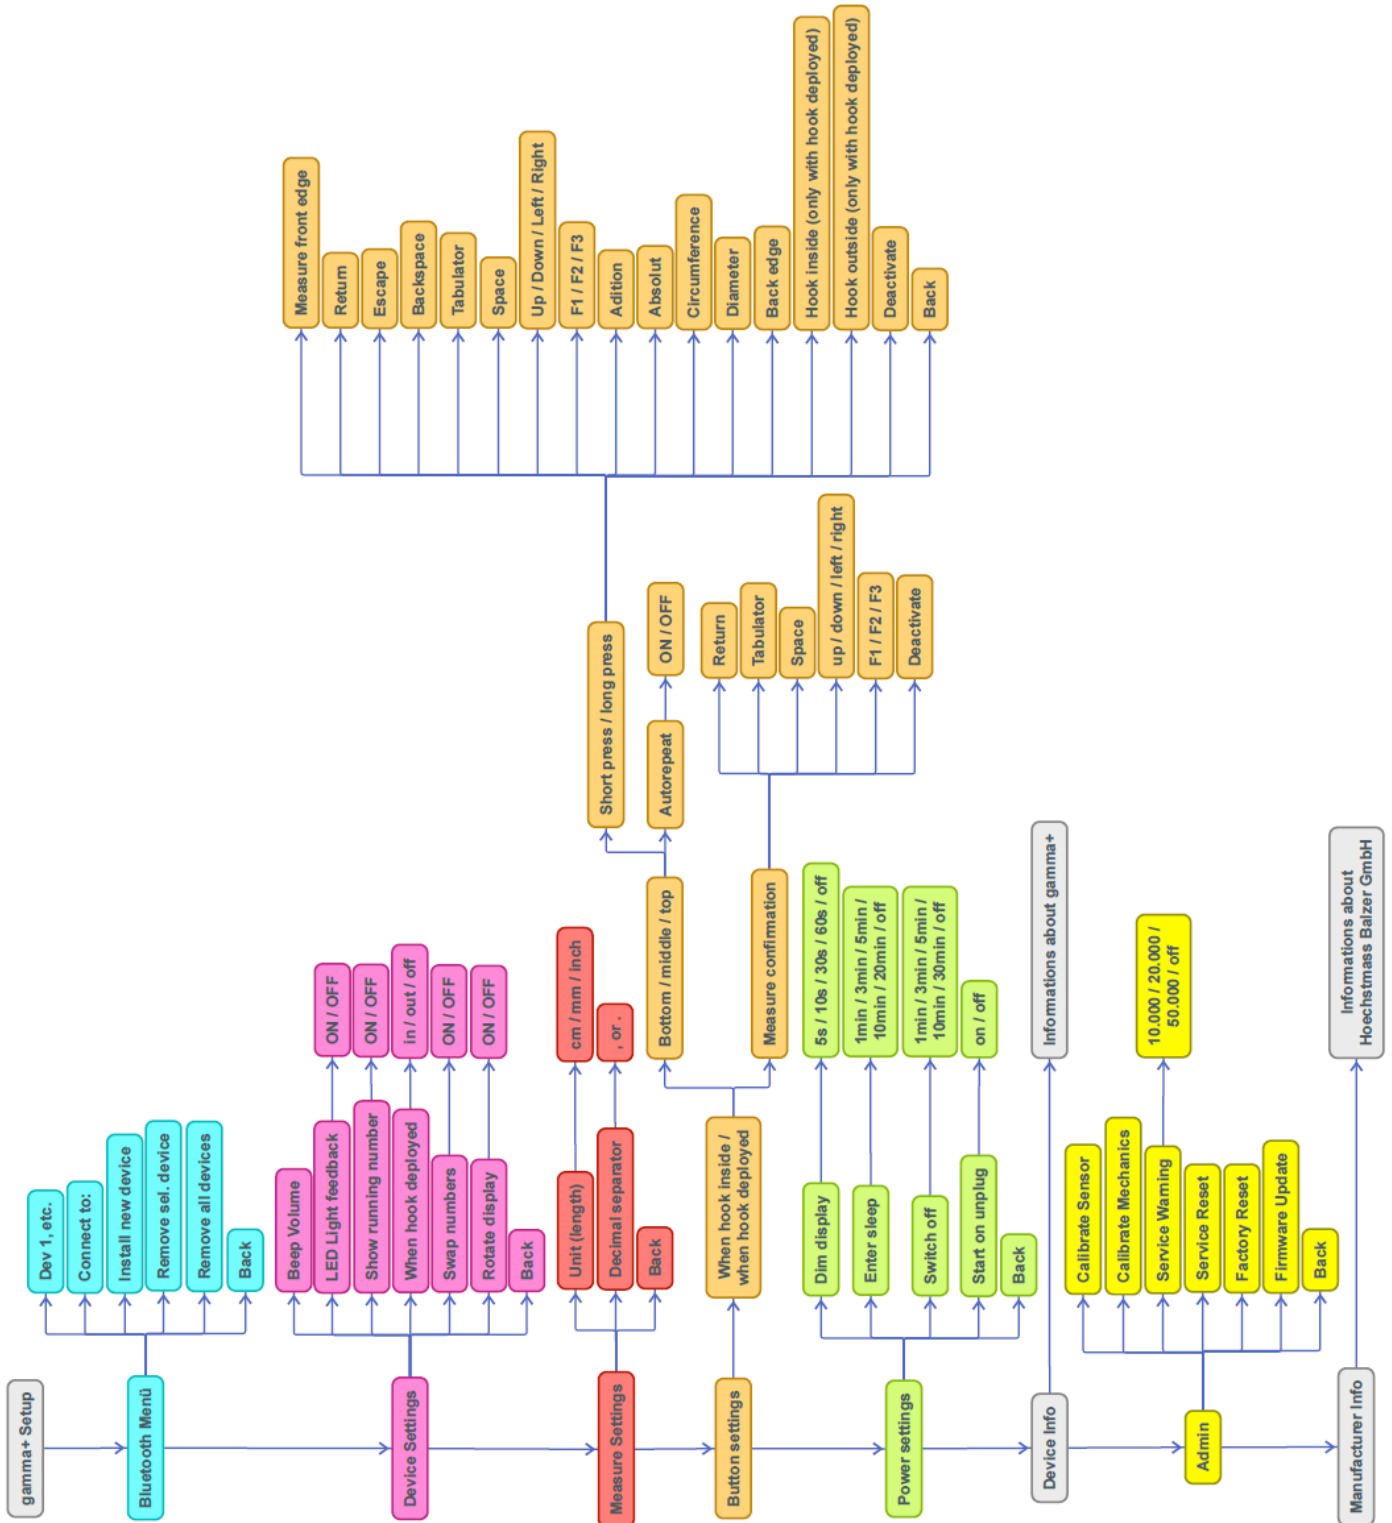 gamma+ Setup
Bluetooth Menü
Dev 1, etc.
Connect to:
Install new device
Remove sel. device
Remove all devices
Back
Device Settings
Beep Volume
LED Light feedback
ON / OFF
Show running number
ON / OFF
When hook deployed
in / out / off
Swap numbers
ON / OFF
Rotate display
ON / OFF
Back
Measure Settings
Unit (length)
cm / mm / inch
Decimal separator
, or .
Back
Button settings
When hook inside /
when hook deployed
Bottom / middle / top
Short press / long press
Measure front edge
Return
Escape
Backspace
Tabulator
Space
Up / Down / Left / Right
F1 / F2 / F3
Adition
Absolut
Circumference
Diameter
Back edge
Hook inside (only with hook deployed)
Hook outside (only with hook deployed)
Deactivate
Back
Autorepeat
ON / OFF
Measure confirmation
Return
Tabulator
Space
up / down / left / right
F1 / F2 / F3
Deactivate
Power settings
Dim display
5s / 10s / 30s / 60s / off
Enter sleep
1min / 3min / 5min /
10min / 20min / off
Switch off
1min / 3min / 5min /
10min / 30min / off
Start on unplug
on / off
Back
Device Info
Informations about gamma+
Admin
Calibrate Sensor
Calibrate Mechanics
Service Warning
10.000 / 20.000 /
50.000 / off
Service Reset
Factory Reset
Firmware Update
Back
Manufacturer Info
Informations about
Hoechstmass Balzer GmbH